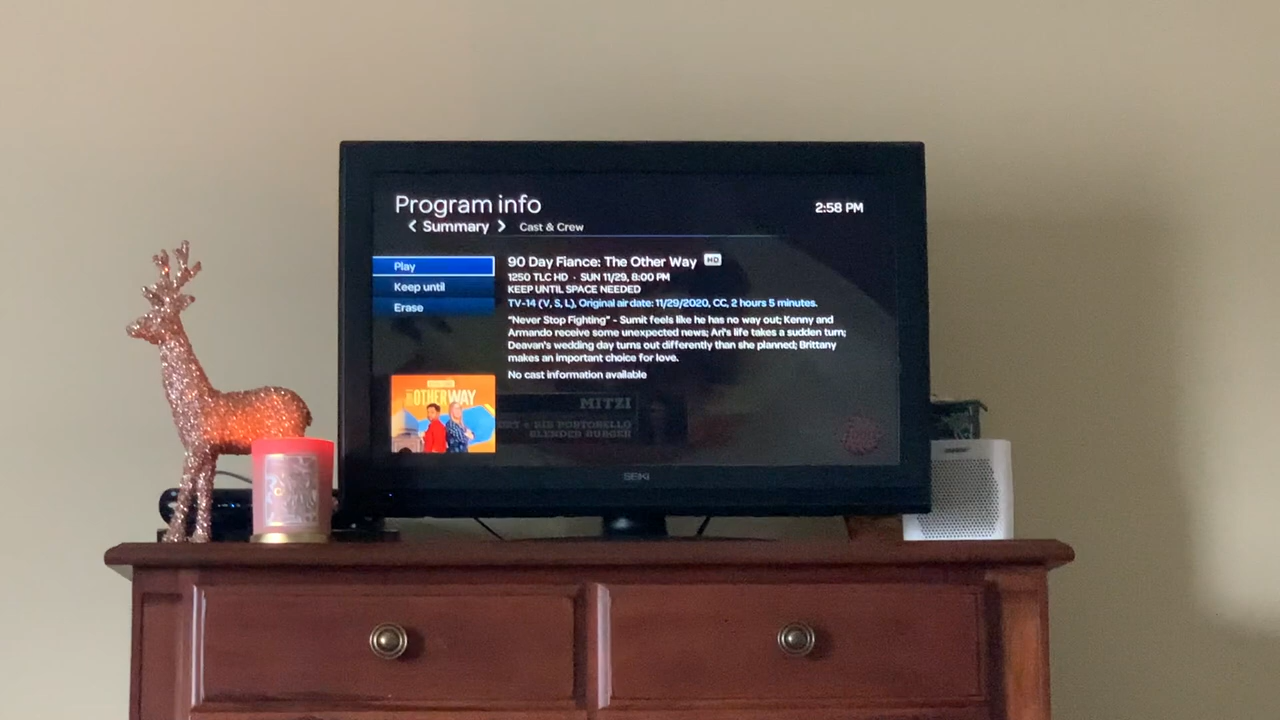 Program info
2:58 PM
< Summary > Cast & Crew
Play
Keep until
Erase
90 Day Fiance: The Other Way HD
1250 TLC HD · SUN 11/29, 8:00 PM
KEEP UNTIL SPACE NEEDED
TV-14 (V, S, L), Original air date: 11/29/2020, CC, 2 hours 5 minutes.
"Never Stop Fighting" - Sumit feels like he has no way out; Kenny and
Armando receive some unexpected news; Ari's life takes a sudden turn;
Deavan's wedding day turns out differently than she planned; Brittany
makes an important choice for love.
No cast information available
OTHER WAY
MITZI
RIB PORTOBELLO
BLENDED BURGER
SEIKI